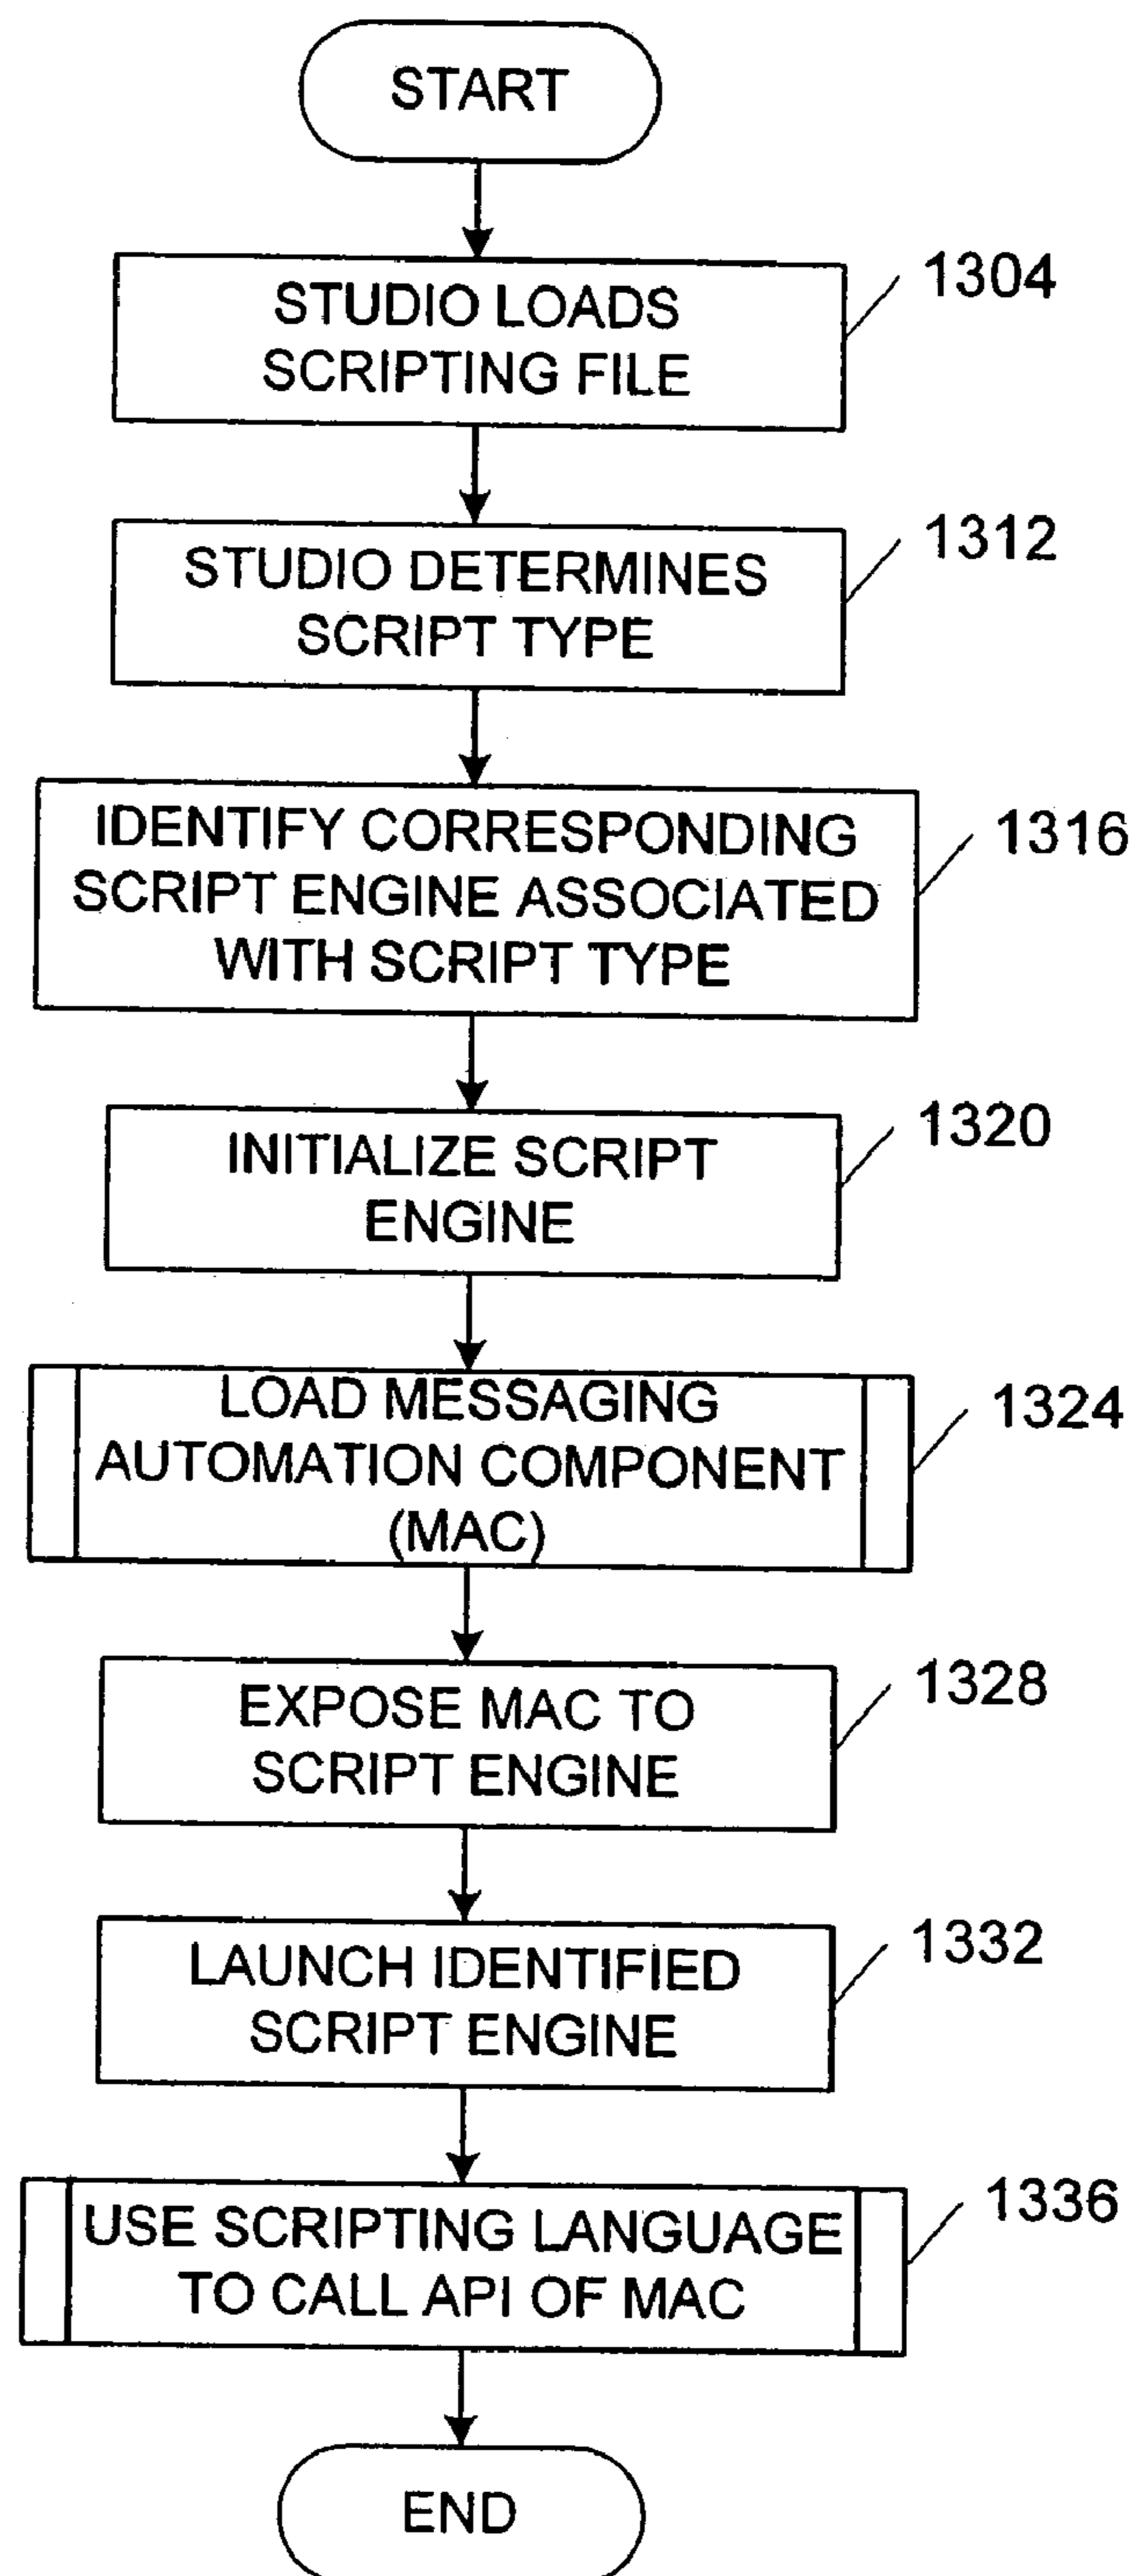 START
STUDIO LOADS
SCRIPTING FILE
1304
STUDIO DETERMINES
SCRIPT TYPE
1312
IDENTIFY CORRESPONDING
SCRIPT ENGINE ASSOCIATED
WITH SCRIPT TYPE
1316
INITIALIZE SCRIPT
ENGINE
1320
LOAD MESSAGING
AUTOMATION COMPONENT
(MAC)
1324
EXPOSE MAC TO
SCRIPT ENGINE
1328
LAUNCH IDENTIFIED
SCRIPT ENGINE
1332
USE SCRIPTING LANGUAGE
TO CALL API OF MAC
1336
END